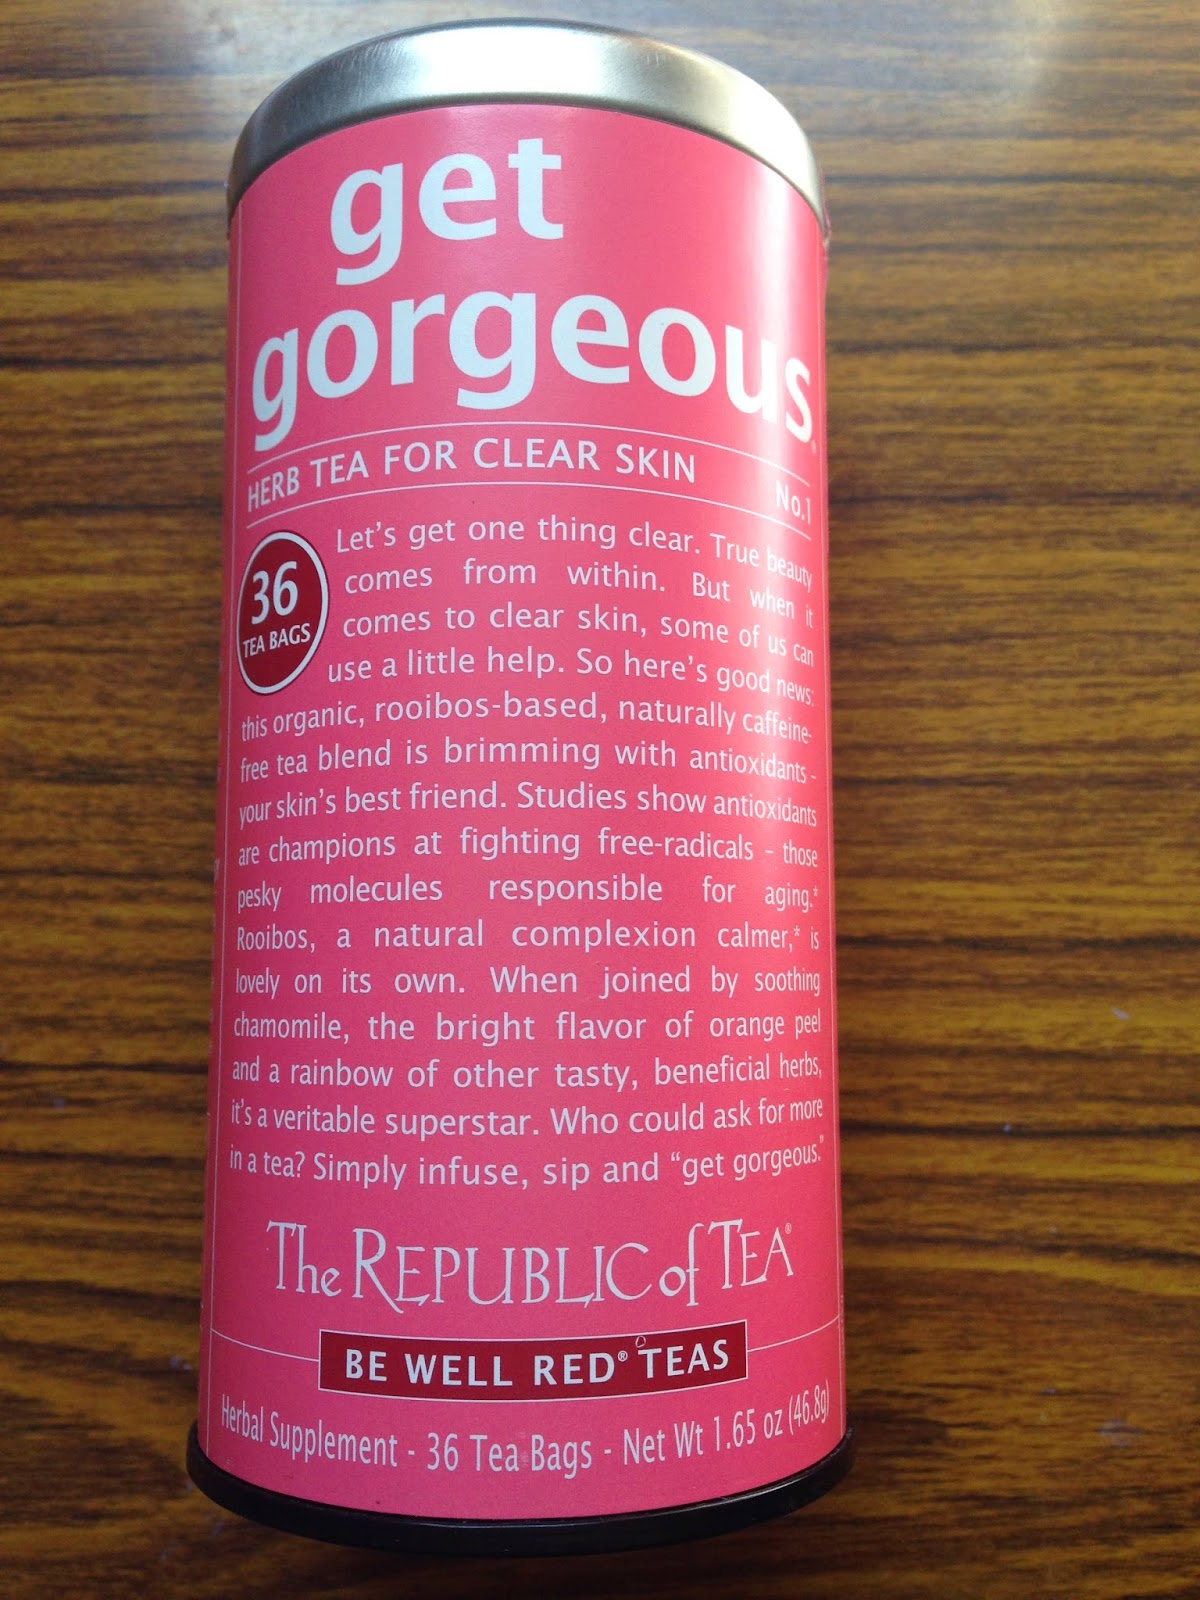 get
gorgeous®
HERB TEA FOR CLEAR SKIN
No.1
36
TEA BAGS
Let's get one thing clear. True beauty
comes from within. But when it
comes to clear skin, some of us can
use a little help. So here's good news:
this organic, rooibos-based, naturally caffeine-
free tea blend is brimming with antioxidants -
your skin's best friend. Studies show antioxidants
are champions at fighting free-radicals - those
pesky molecules responsible for aging.*
Rooibos, a natural complexion calmer,* is
lovely on its own. When joined by soothing
chamomile, the bright flavor of orange peel
and a rainbow of other tasty, beneficial herbs,
it's a veritable superstar. Who could ask for more
in a tea? Simply infuse, sip and “get gorgeous.”
The REPUBLIC of TEA®
BE WELL RED® TEAS
Herbal Supplement - 36 Tea Bags - Net Wt 1.65 oz (46.8g)